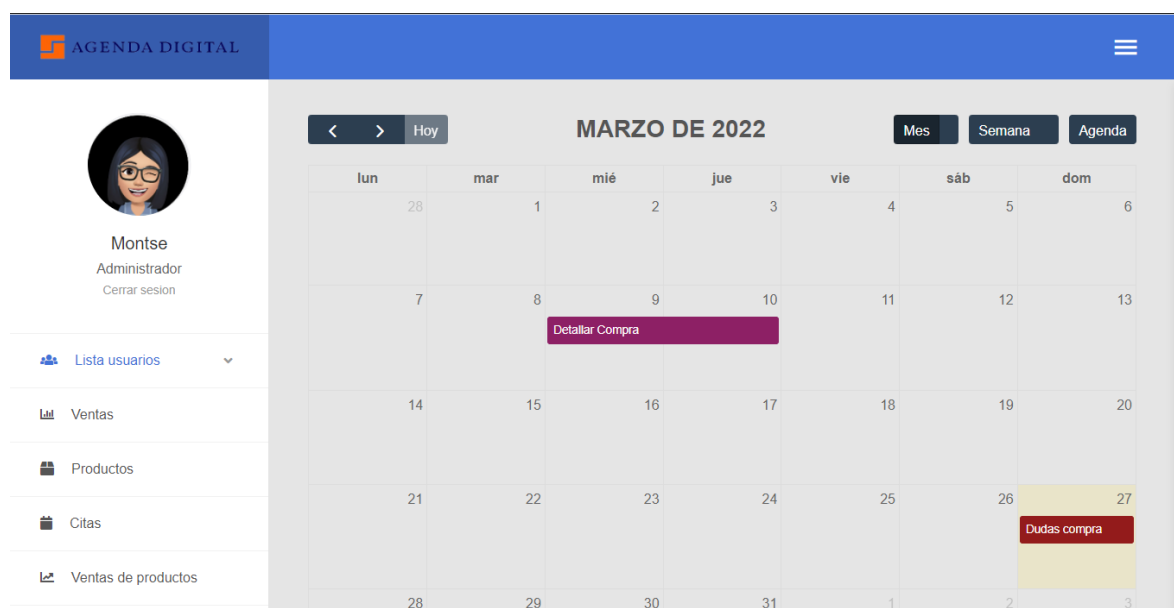 AGENDA DIGITAL
Montse
Administrador
Cerrar sesion
Lista usuarios
Ventas
Productos
Citas
Ventas de productos
Hoy
MARZO DE 2022
Mes Semana Agenda
lun mar mié jue vie sáb dom
28 1 2 3 4 5 6
7 8 9 10 11 12 13
Detallar Compra
14 15 16 17 18 19 20
21 22 23 24 25 26 27
Dudas compra
28 29 30 31 1 2 3